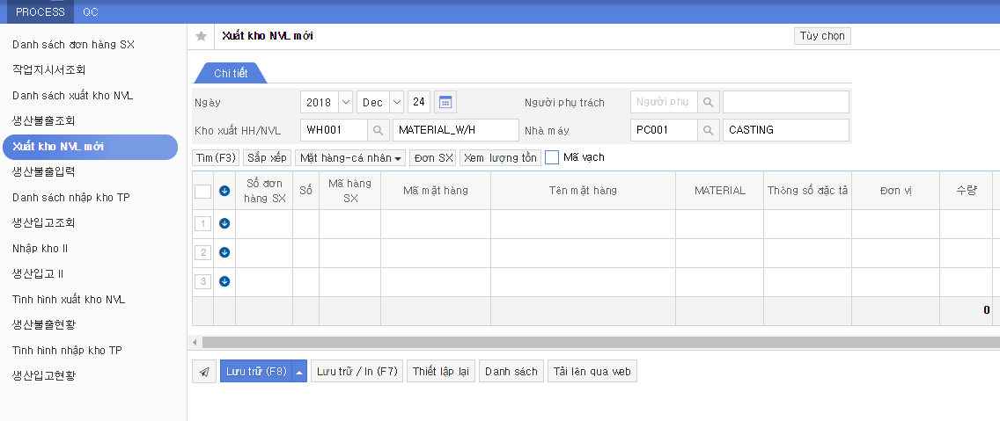 PROCESS QC
Danh sách đơn hàng SX
작업지시서조회
Danh sách xuất kho NVL
생산불출조회
Xuất kho NVL mới
생산불출입력
Danh sách nhập kho TP
생산입고조회
Nhập kho II
생산입고 II
Tình hình xuất kho NVL
생산불출현황
Tình hình nhập kho TP
생산입고현황
Xuất kho NVL mới Tùy chọn
Chi tiết
Ngày 2018 Dec 24 Người phụ trách Người phụ
Kho xuất HH/NVL WH001 MATERIAL_W/H Nhà máy PC001 CASTING
Tìm(F3) Sắp xếp Mặt hàng-cá nhân Đơn SX Xem lượng tồn Mã vạch
Số đơn hàng SX Số Mã hàng SX Mã mặt hàng Tên mặt hàng MATERIAL Thông số đặc tả Đơn vị 수량
1
2
3
0
Lưu trữ (F8) Lưu trữ / In (F7) Thiết lập lại Danh sách Tải lên qua web